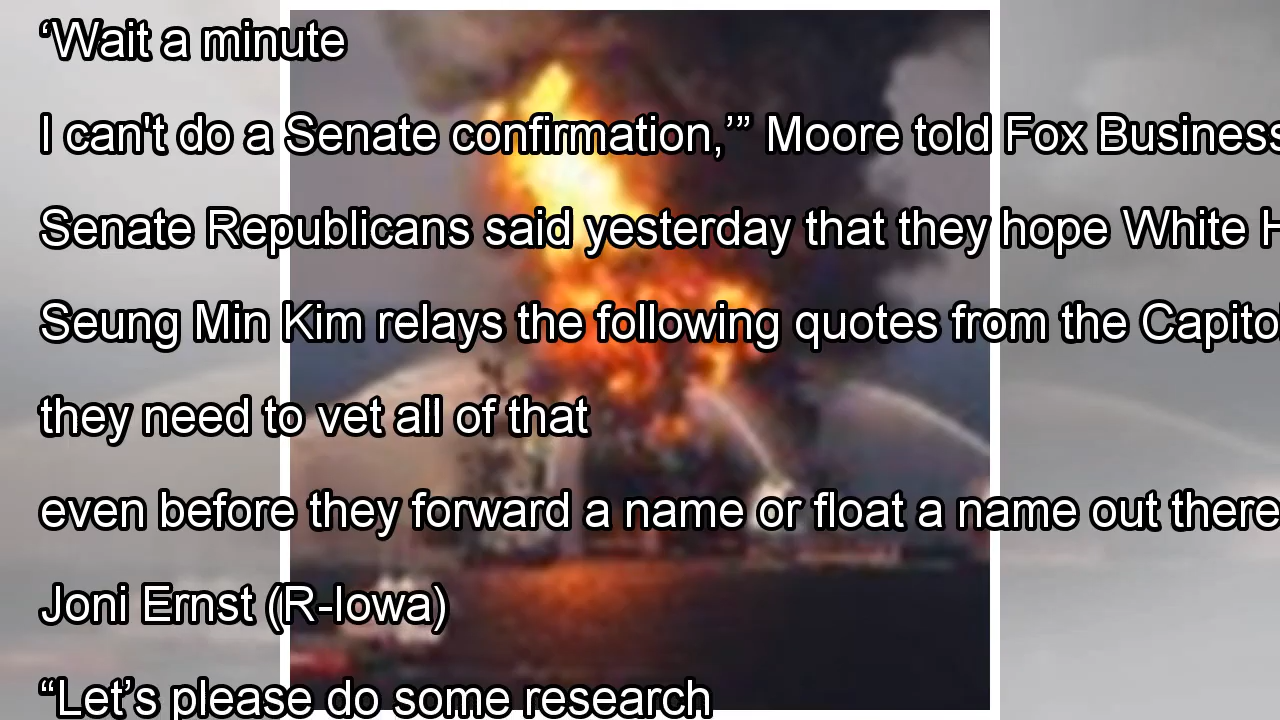 ‘Wait a minute
I can't do a Senate confirmation,’” Moore told Fox Business
Senate Republicans said yesterday that they hope White
Seung Min Kim relays the following quotes from the
they need to vet all of that
even before they forward a name or float a name out there
Joni Ernst (R-Iowa)
“Let’s please do some research